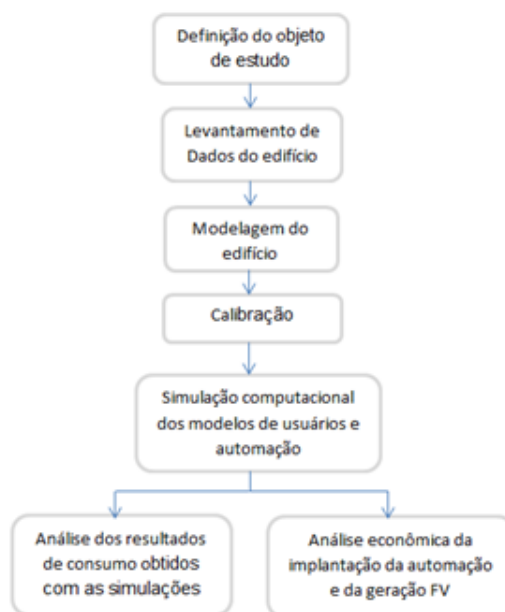 Definição do objeto
de estudo
Levantamento de
Dados do edifício
Modelagem do
edifício
Calibração
Simulação computacional
dos modelos de usuários e
automação
Análise dos resultados
de consumo obtidos
com as simulações
Análise econômica da
implantação da automação
e da geração FV